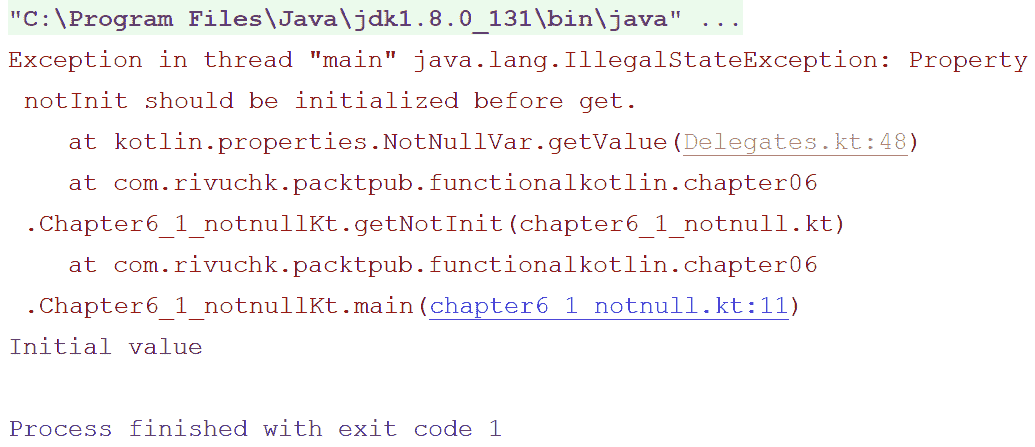 "C:\Program Files\Java\jdk1.8.0_131\bin\java" ...
Exception in thread "main" java.lang.IllegalStateException: Property
notInit should be initialized before get.
at kotlin.properties.NotNullVar.getValue(Delegates.kt:48)
at com.rivuchk.packtpub.functionalkotlin.chapter06
.Chapter6_1_notnullKt.getNotInit(chapter6_1_notnull.kt)
at com.rivuchk.packtpub.functionalkotlin.chapter06
.Chapter6_1_notnullKt.main(chapter6_1_notnull.kt:11)
Initial value
Process finished with exit code 1